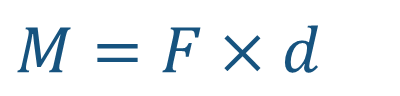 M = F × d